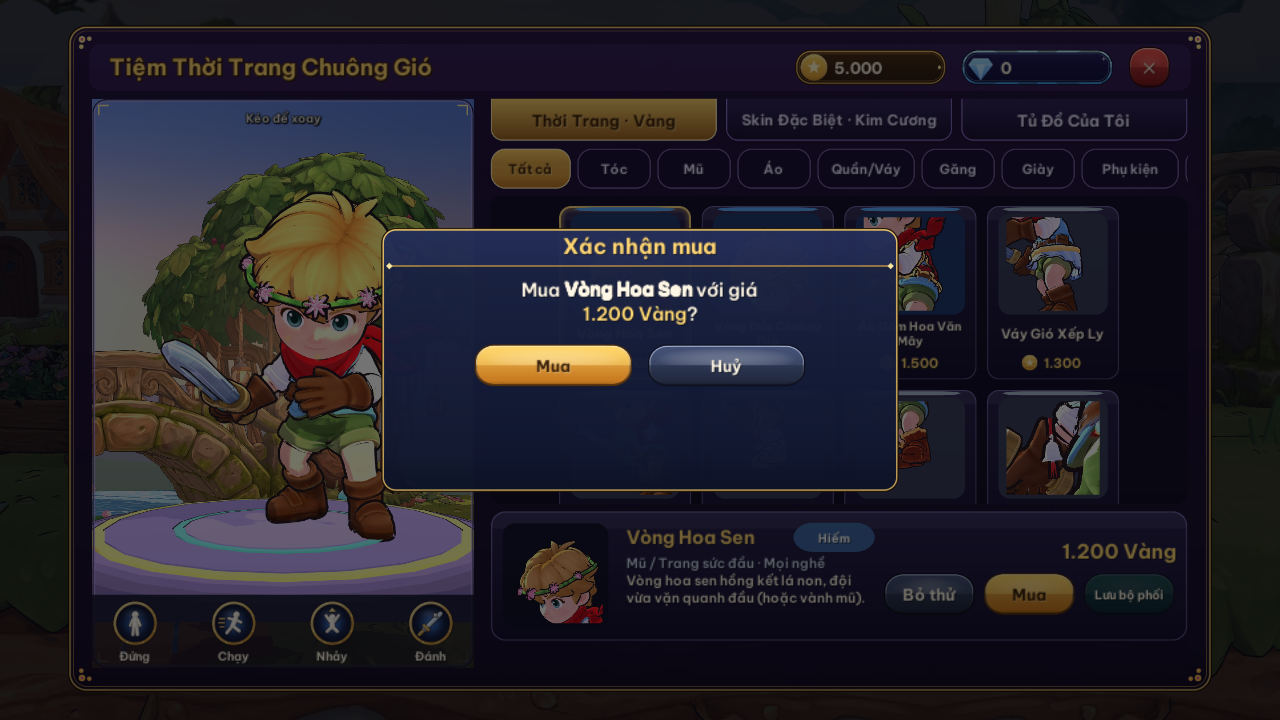 Tiệm Thời Trang Chuông Gió
5.000
0
Kéo để xoay
Thời Trang · Vàng
Skin Đặc Biệt · Kim Cương
Tủ Đồ Của Tôi
Tất cả
Tóc
Mũ
Áo
Quần/Váy
Găng
Giày
Phụ kiện
Xác nhận mua
Mua Vòng Hoa Sen với giá
1.200 Vàng?
Mua
Huỷ
Hoa Văn
Mây
1.500
Váy Gió Xếp Ly
1.300
Vòng Hoa Sen
Hiếm
Mũ / Trang sức đầu · Mọi nghề
Vòng hoa sen hồng kết lá non, đội
vừa vặn quanh đầu (hoặc vành mũ).
1.200 Vàng
Bỏ thử
Mua
Lưu bộ phối
Đứng
Chạy
Nhảy
Đánh